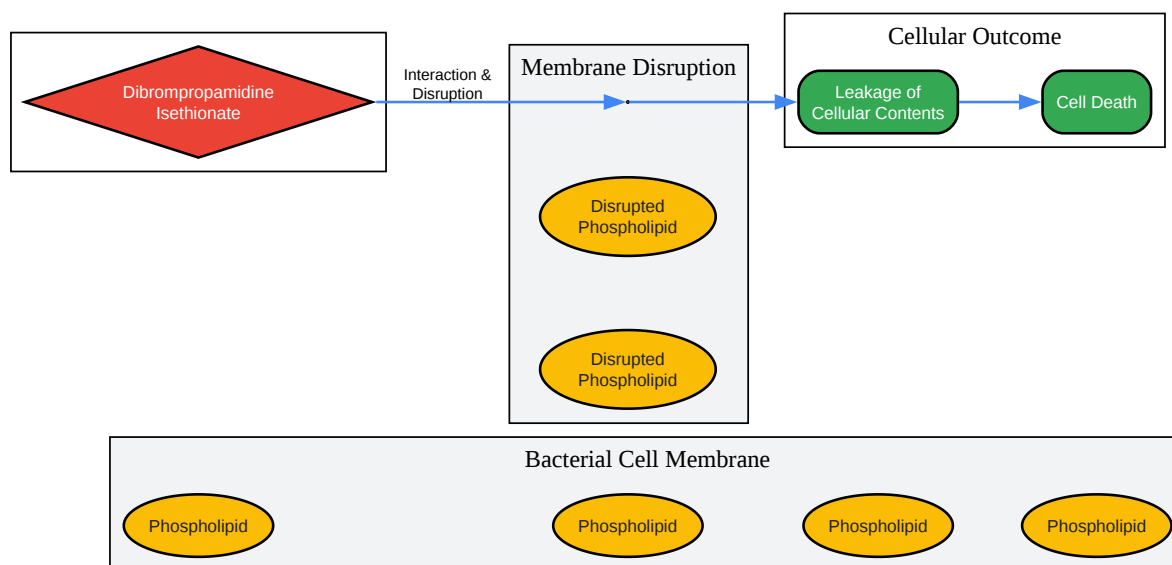 Dibrompropamidine
Isethionate
Interaction &
Disruption
Membrane Disruption
Disrupted
Phospholipid
Disrupted
Phospholipid
Cellular Outcome
Leakage of
Cellular Contents
Cell Death
Bacterial Cell Membrane
Phospholipid
Phospholipid
Phospholipid
Phospholipid